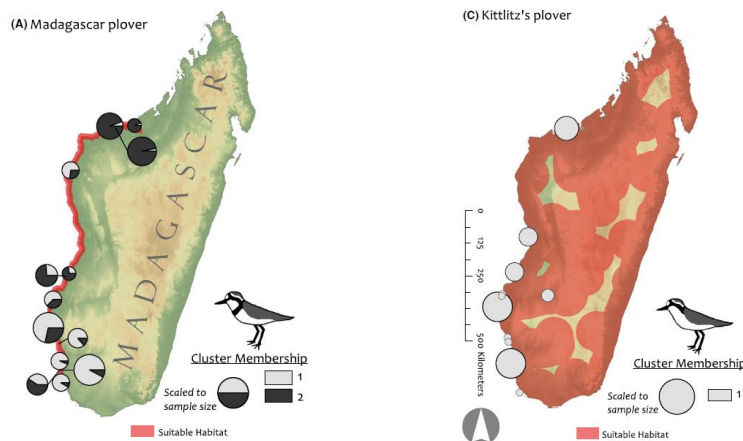 (A) Madagascar plover
MADAGASCAR
Cluster Membership
Scaled to
sample size
1
2
Suitable Habitat
(C) Kittlitz's plover
0
125
250
500 Kilometers
Cluster Membership
Scaled to
sample size
1
Suitable Habitat